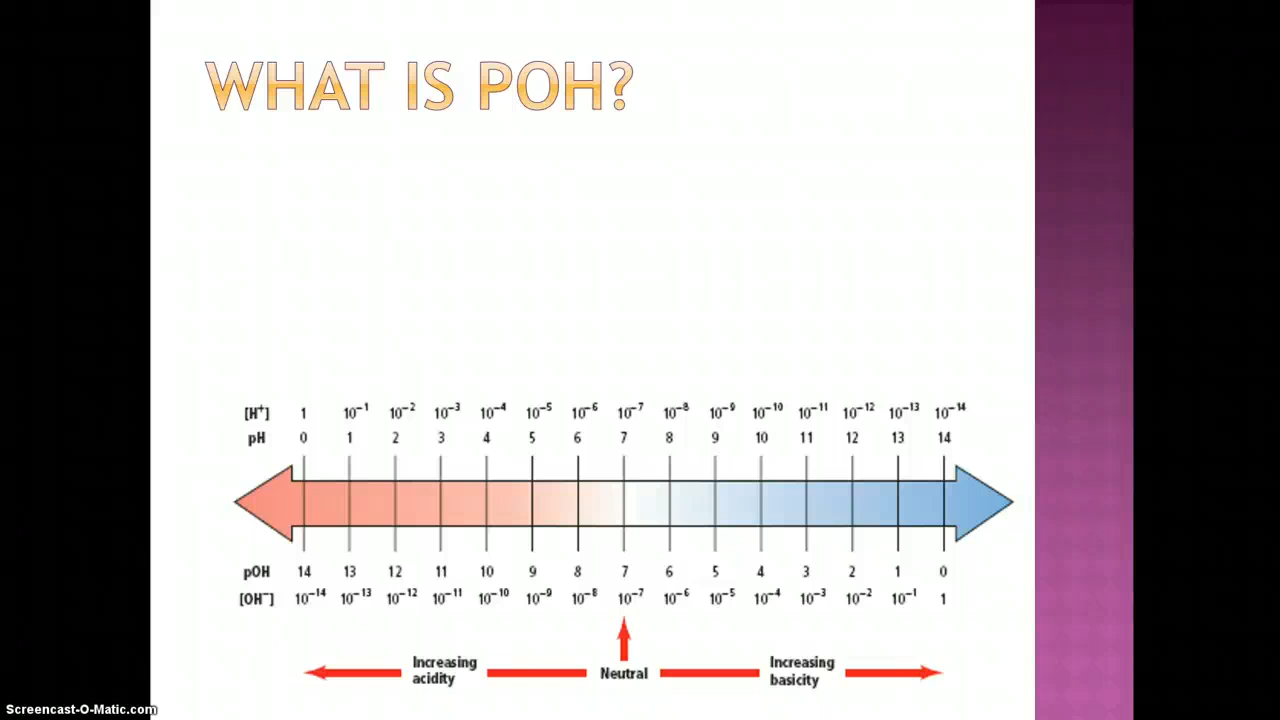 WHAT IS POH?
[H⁺] 1 10⁻¹ 10⁻² 10⁻³ 10⁻⁴ 10⁻⁵ 10⁻⁶ 10⁻⁷ 10⁻⁸ 10⁻⁹ 10⁻¹⁰ 10⁻¹¹ 10⁻¹² 10⁻¹³ 10⁻¹⁴
pH 0 1 2 3 4 5 6 7 8 9 10 11 12 13 14
pOH 14 13 12 11 10 9 8 7 6 5 4 3 2 1 0
[OH⁻] 10⁻¹⁴ 10⁻¹³ 10⁻¹² 10⁻¹¹ 10⁻¹⁰ 10⁻⁹ 10⁻⁸ 10⁻⁷ 10⁻⁶ 10⁻⁵ 10⁻⁴ 10⁻³ 10⁻² 10⁻¹ 1
Increasing
acidity
Neutral
Increasing
basicity
Screencast-O-Matic.com